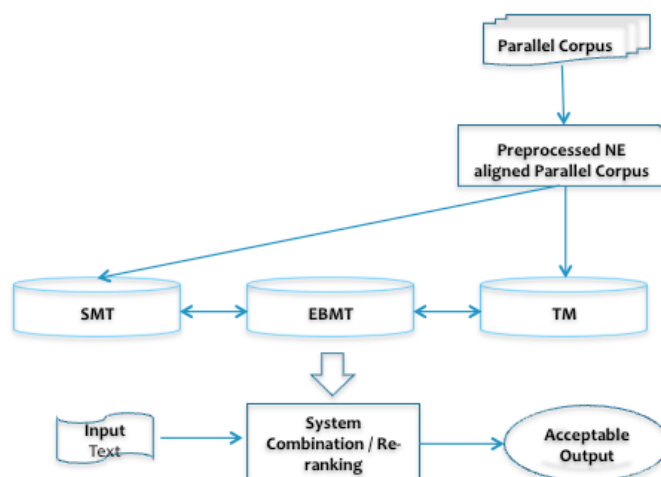 Parallel Corpus
Preprocessed NE
aligned Parallel Corpus
SMT
EBMT
TM
Input
Text
System
Combination / Re-
ranking
Acceptable
Output